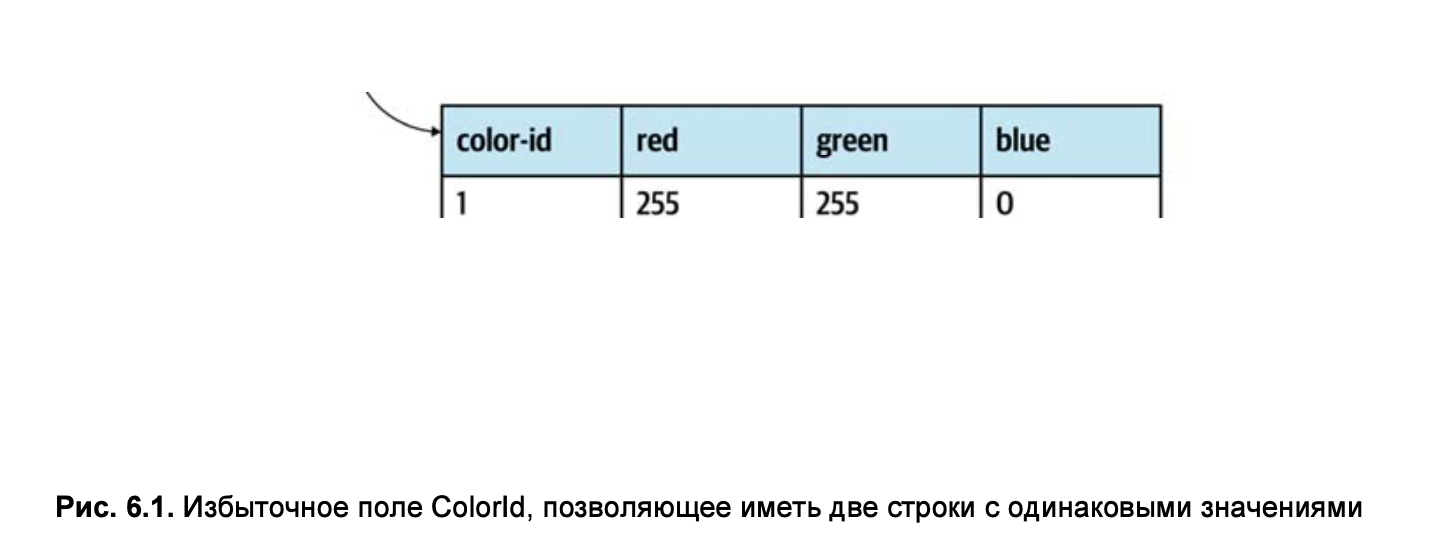 color-id red green blue
1 255 255 0
Рис. 6.1. Избыточное поле ColorId, позволяющее иметь две строки с одинаковыми значениями